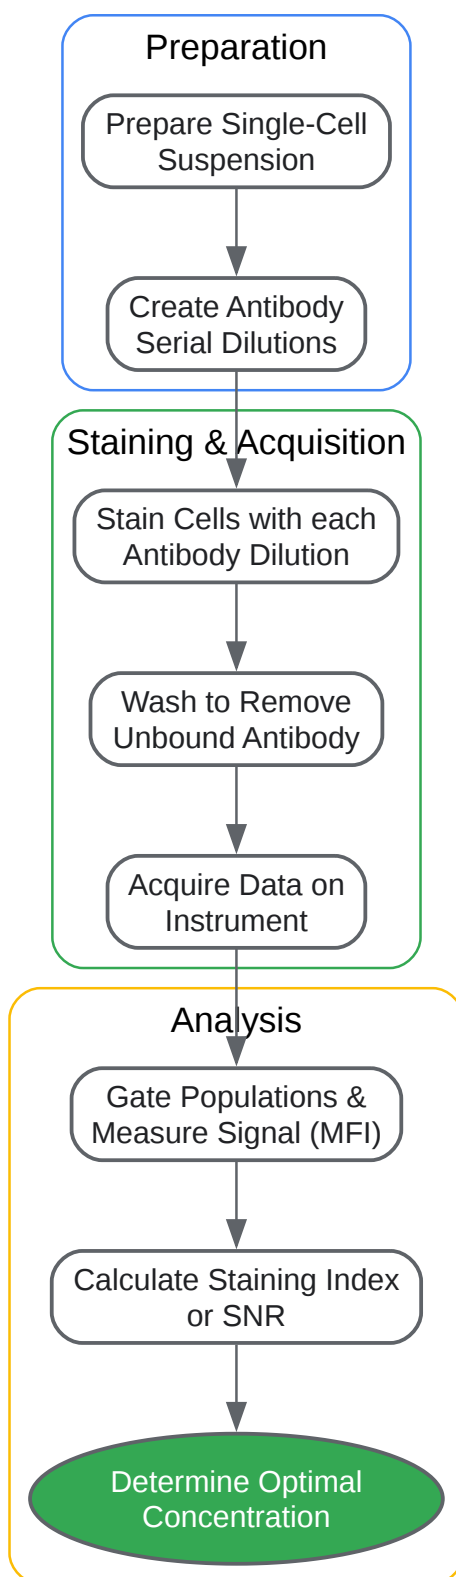 Preparation
Prepare Single-Cell
Suspension
Create Antibody
Serial Dilutions
Staining & Acquisition
Stain Cells with each
Antibody Dilution
Wash to Remove
Unbound Antibody
Acquire Data on
Instrument
Analysis
Gate Populations &
Measure Signal (MFI)
Calculate Staining Index
or SNR
Determine Optimal
Concentration